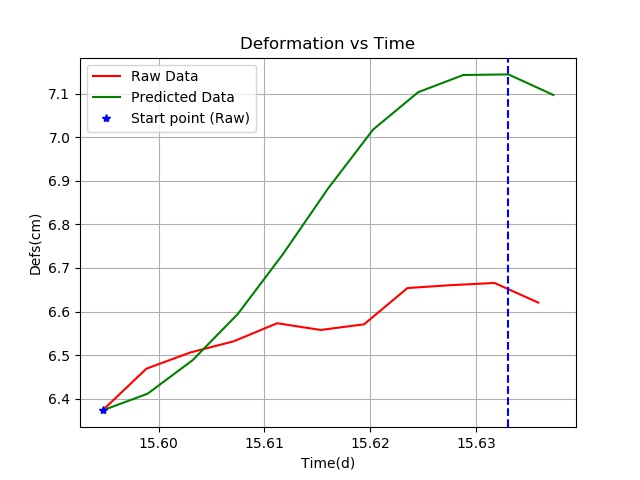 Deformation vs Time
Raw Data
Predicted Data
Start point (Raw)
7.1
7.0
6.9
6.8
6.7
6.6
6.5
6.4
Defs(cm)
15.60 15.61 15.62 15.63
Time(d)